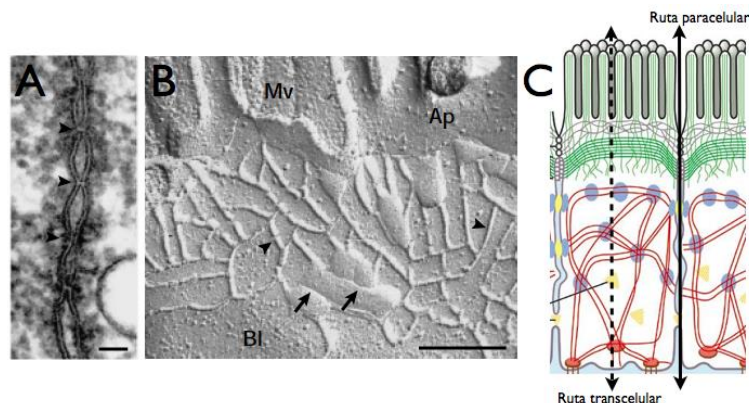 A
B
Mv
Ap
Bl
C
Ruta paracelular
Ruta transcelular